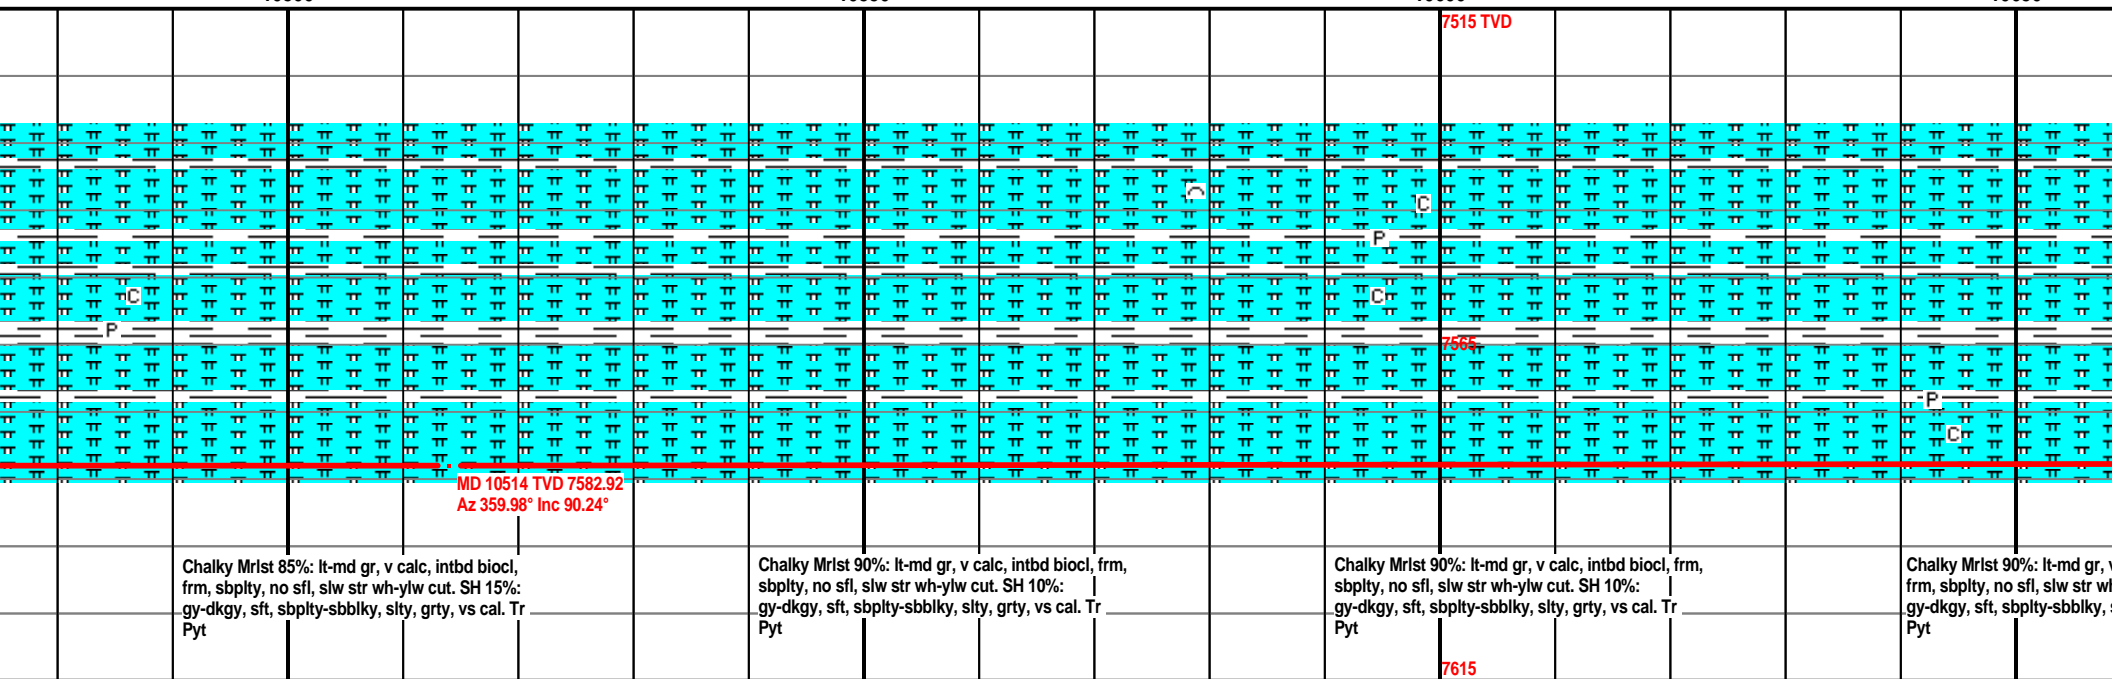 7515 TVD
C
P
C
P
C
7565
P
C
MD 10514 TVD 7582.92
Az 359.98° Inc 90.24°
Chalky Mrlst 85%: lt-md gr, v calc, intbd biocl,
frm, sbplty, no sfl, slw str wh-ylw cut. SH 15%:
gy-dkgy, sft, sbplty-sbblky, slty, grty, vs cal. Tr
Pyt
Chalky Mrlst 90%: lt-md gr, v calc, intbd biocl, frm,
sbplty, no sfl, slw str wh-ylw cut. SH 10%:
gy-dkgy, sft, sbplty-sbblky, slty, grty, vs cal. Tr
Pyt
Chalky Mrlst 90%: lt-md gr, v calc, intbd biocl, frm,
sbplty, no sfl, slw str wh-ylw cut. SH 10%:
gy-dkgy, sft, sbplty-sbblky, slty, grty, vs cal. Tr
Pyt
Chalky Mrlst 90%: lt-md gr, v
frm, sbplty, no sfl, slw str wh
gy-dkgy, sft, sbplty-sbblky, s
Pyt
7615